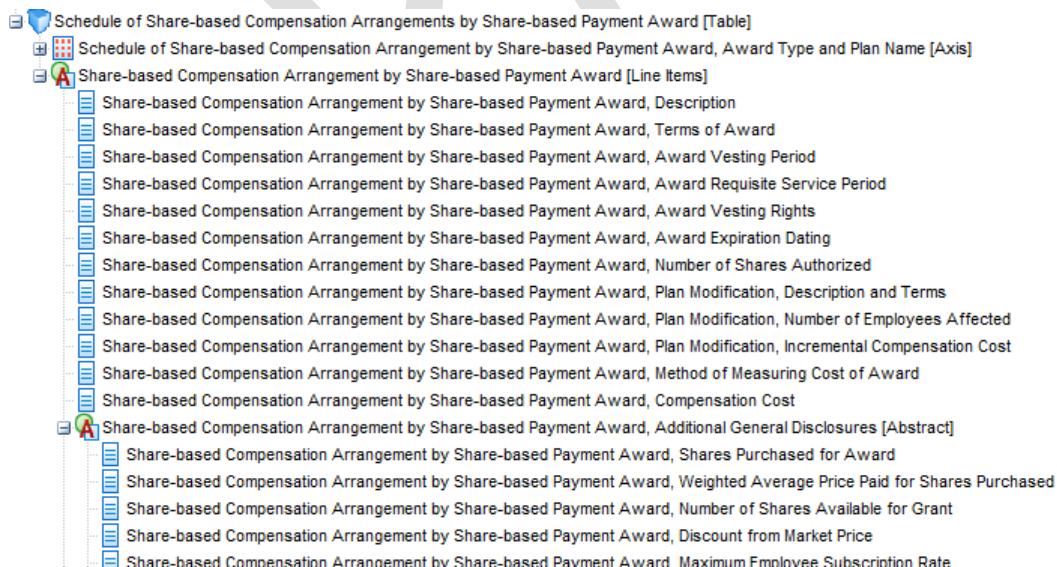 Schedule of Share-based Compensation Arrangements by Share-based Payment Award [Table]
Schedule of Share-based Compensation Arrangement by Share-based Payment Award, Award Type and Plan Name [Axis]
Share-based Compensation Arrangement by Share-based Payment Award [Line Items]
Share-based Compensation Arrangement by Share-based Payment Award, Description
Share-based Compensation Arrangement by Share-based Payment Award, Terms of Award
Share-based Compensation Arrangement by Share-based Payment Award, Award Vesting Period
Share-based Compensation Arrangement by Share-based Payment Award, Award Requisite Service Period
Share-based Compensation Arrangement by Share-based Payment Award, Award Vesting Rights
Share-based Compensation Arrangement by Share-based Payment Award, Award Expiration Dating
Share-based Compensation Arrangement by Share-based Payment Award, Number of Shares Authorized
Share-based Compensation Arrangement by Share-based Payment Award, Plan Modification, Description and Terms
Share-based Compensation Arrangement by Share-based Payment Award, Plan Modification, Number of Employees Affected
Share-based Compensation Arrangement by Share-based Payment Award, Plan Modification, Incremental Compensation Cost
Share-based Compensation Arrangement by Share-based Payment Award, Method of Measuring Cost of Award
Share-based Compensation Arrangement by Share-based Payment Award, Compensation Cost
Share-based Compensation Arrangement by Share-based Payment Award, Additional General Disclosures [Abstract]
Share-based Compensation Arrangement by Share-based Payment Award, Shares Purchased for Award
Share-based Compensation Arrangement by Share-based Payment Award, Weighted Average Price Paid for Shares Purchased
Share-based Compensation Arrangement by Share-based Payment Award, Number of Shares Available for Grant
Share-based Compensation Arrangement by Share-based Payment Award, Discount from Market Price
Share-based Compensation Arrangement by Share-based Payment Award, Maximum Employee Subscription Rate